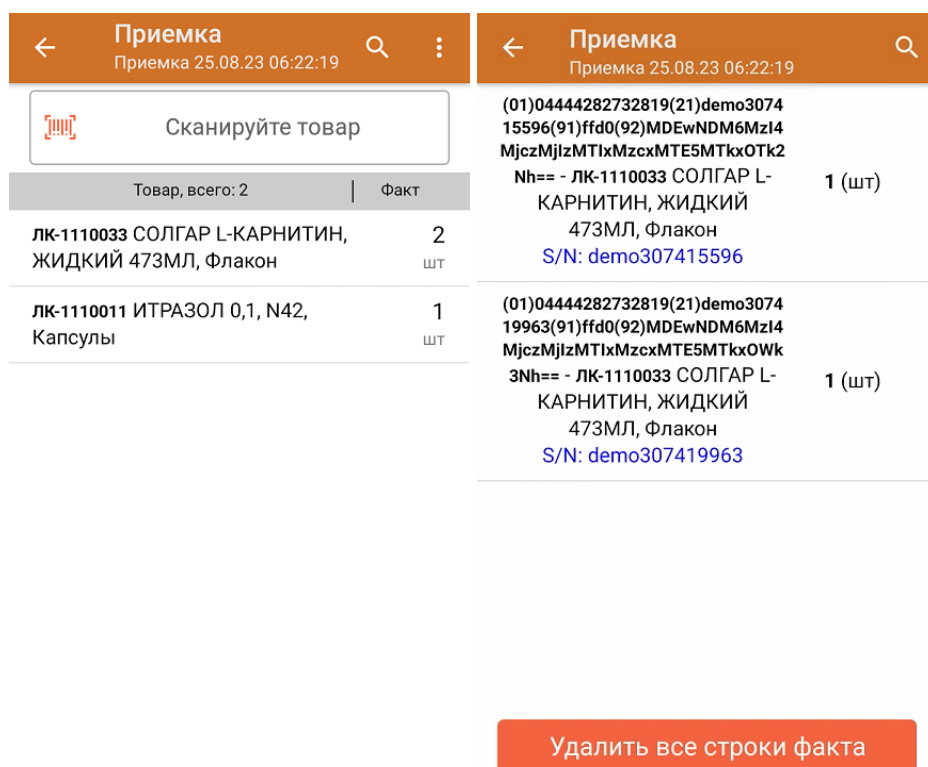 Приемка
Приемка 25.08.23 06:22:19
Сканируйте товар
Товар, всего: 2 Факт
ЛК-1110033 СОЛГАР L-КАРНИТИН, 2
ЖИДКИЙ 473МЛ, Флакон шт
ЛК-1110011 ИТРАЗОЛ 0,1, N42, 1
Капсулы шт
Приемка
Приемка 25.08.23 06:22:19
(01)04444282732819(21)demo3074
15596(91)ffd0(92)MDEwNDM6MzI4
MjczMjIzMTIxMzcxMTE5MTkxOTk2
Nh== - ЛК-1110033 СОЛГАР L- 1 (шт)
КАРНИТИН, ЖИДКИЙ
473МЛ, Флакон
S/N: demo307415596
(01)04444282732819(21)demo3074
19963(91)ffd0(92)MDEwNDM6MzI4
MjczMjIzMTIxMzcxMTE5MTkxOWk
3Nh== - ЛК-1110033 СОЛГАР L- 1 (шт)
КАРНИТИН, ЖИДКИЙ
473МЛ, Флакон
S/N: demo307419963
Удалить все строки факта